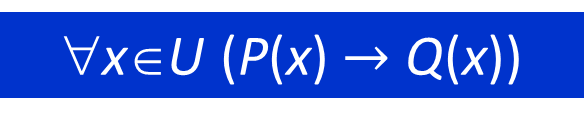 ∀x∈U (P(x) → Q(x))